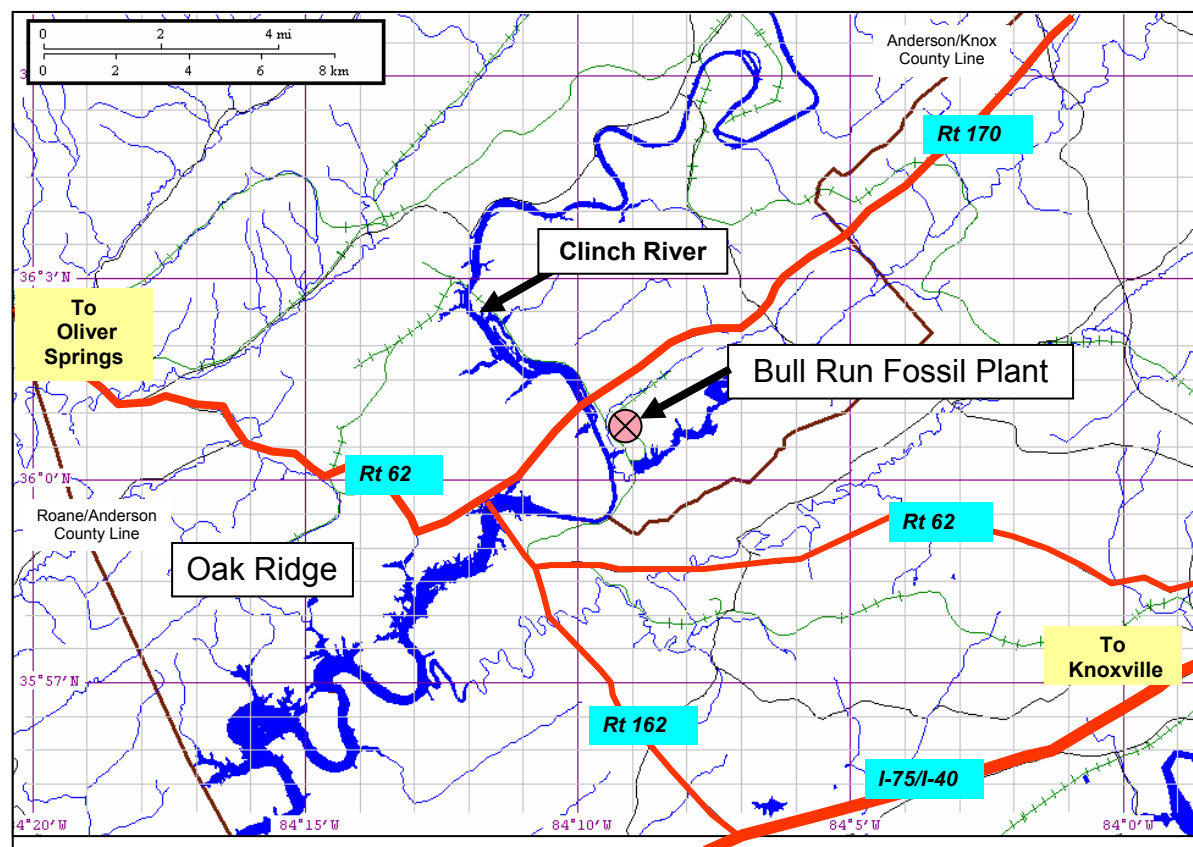 0 2 4 mi
0 2 4 6 8 km
Anderson/Knox
County Line
Rt 170
Clinch River
36°3'N
To
Oliver
Springs
Bull Run Fossil Plant
Rt 62
36°0'N
Roane/Anderson
County Line
Rt 62
Oak Ridge
To
Knoxville
35°57'N
Rt 162
I-75/I-40
84°20'W 84°15'W 84°10'W 84°5'W 84°0'W